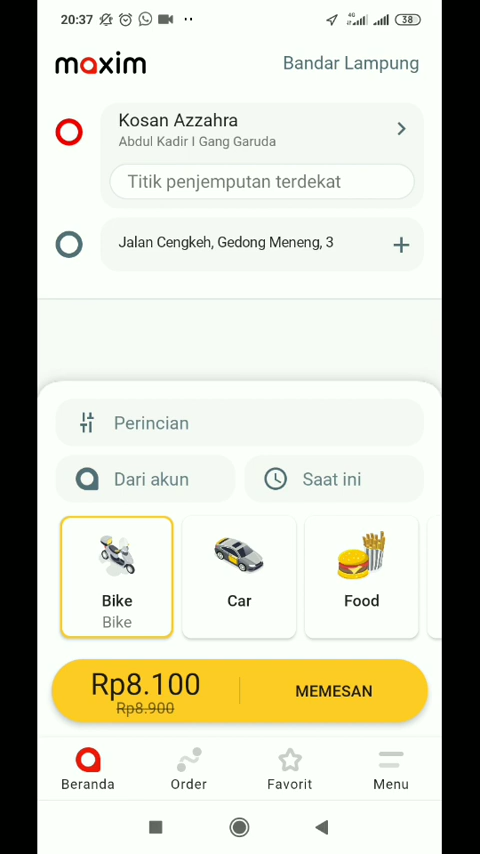 20:37
4G
38
maxim
Bandar Lampung
Kosan Azzahra
Abdul Kadir I Gang Garuda
Titik penjemputan terdekat
Jalan Cengkeh, Gedong Meneng, 3
Perincian
Dari akun
Saat ini
Bike
Bike
Car
Food
Rp8.100
Rp8.900
MEMESAN
Beranda
Order
Favorit
Menu